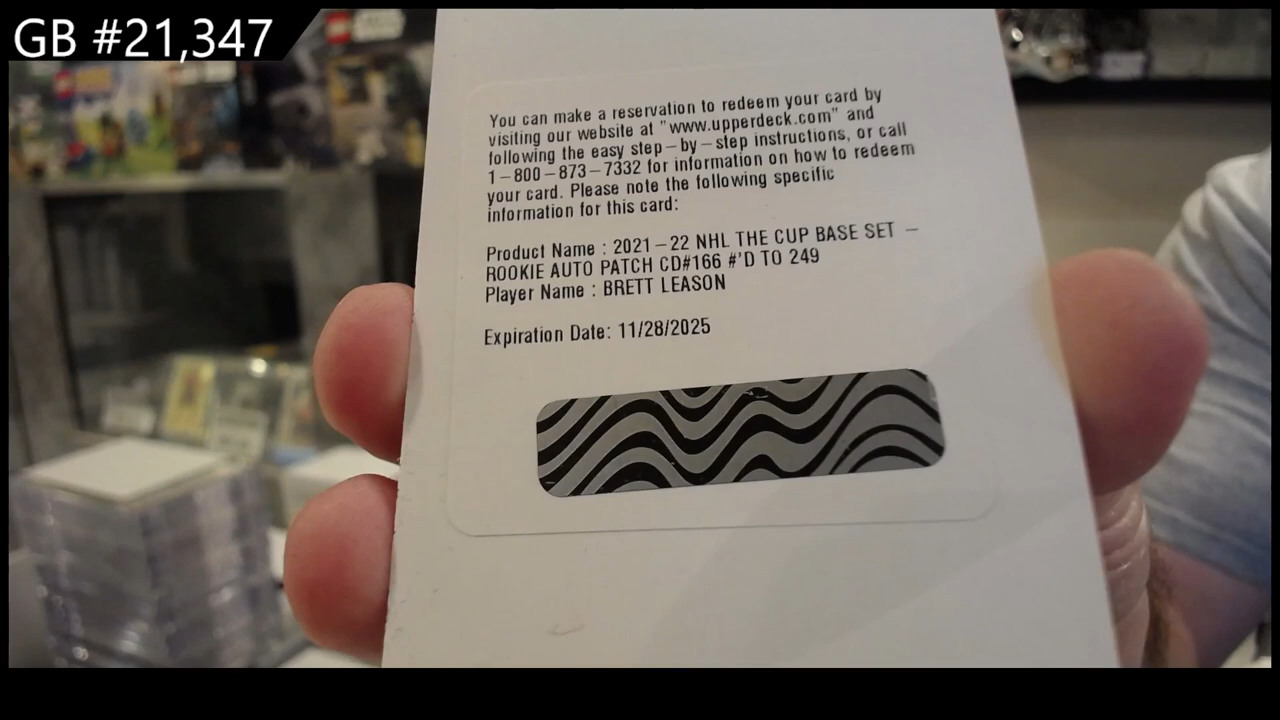 GB #21,347
You can make a reservation to redeem your card by
visiting our website at "www.upperdeck.com" and
following the easy step–by–step instructions, or call
1–800–873–7332 for information on how to redeem
your card. Please note the following specific
information for this card:
Product Name : 2021–22 NHL THE CUP BASE SET –
ROOKIE AUTO PATCH CD#166 #'D TO 249
Player Name : BRETT LEASON
Expiration Date: 11/28/2025